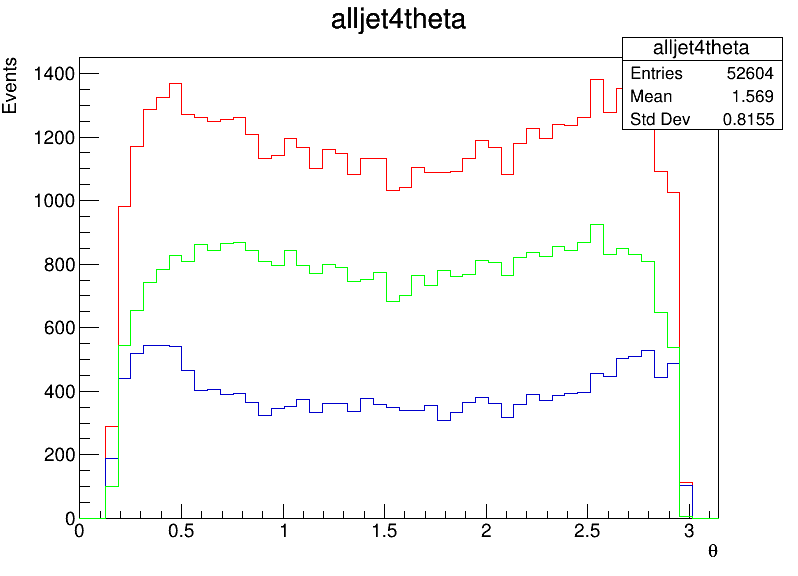 alljet4theta
Events
alljet4theta
Entries 52604
Mean 1.569
Std Dev 0.8155
1400
1200
1000
800
600
400
200
0
0 0.5 1 1.5 2 2.5 3
θ